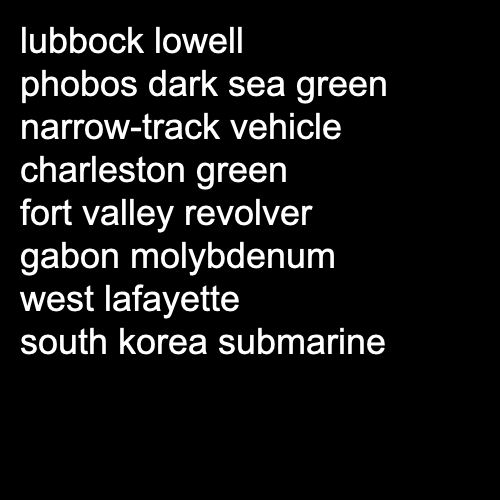 lubbock lowell
phobos dark sea green
narrow-track vehicle
charleston green
fort valley revolver
gabon molybdenum
west lafayette
south korea submarine